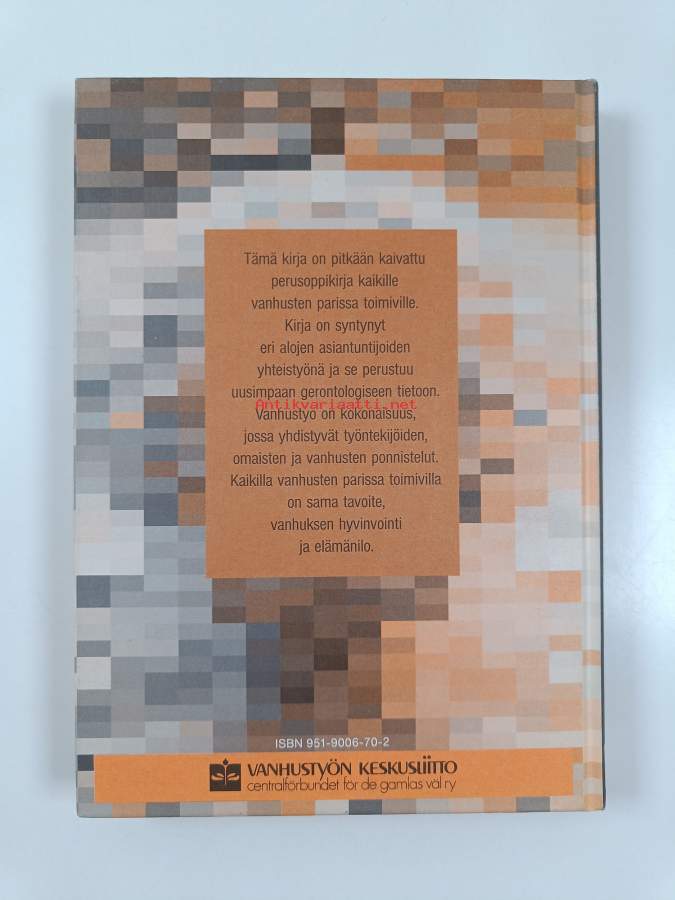 Tämä kirja on pitkään kaivattu
perusoppikirja kaikille
vanhusten parissa toimiville.
Kirja on syntynyt
eri alojen asiantuntijoiden
yhteistyönä ja se perustuu
uusimpaan gerontologiseen tietoon.
Antikvariaatti.net
Vanhustyö on kokonaisuus,
jossa yhdistyvät työntekijöiden,
omaisten ja vanhusten ponnistelut.
Kaikilla vanhusten parissa toimivilla
on sama tavoite,
vanhuksen hyvinvointi
ja elämänilo.
ISBN 951-9006-70-2
VANHUSTYÖN KESKUSLIITTO
centralförbundet för de gamlas väl ry